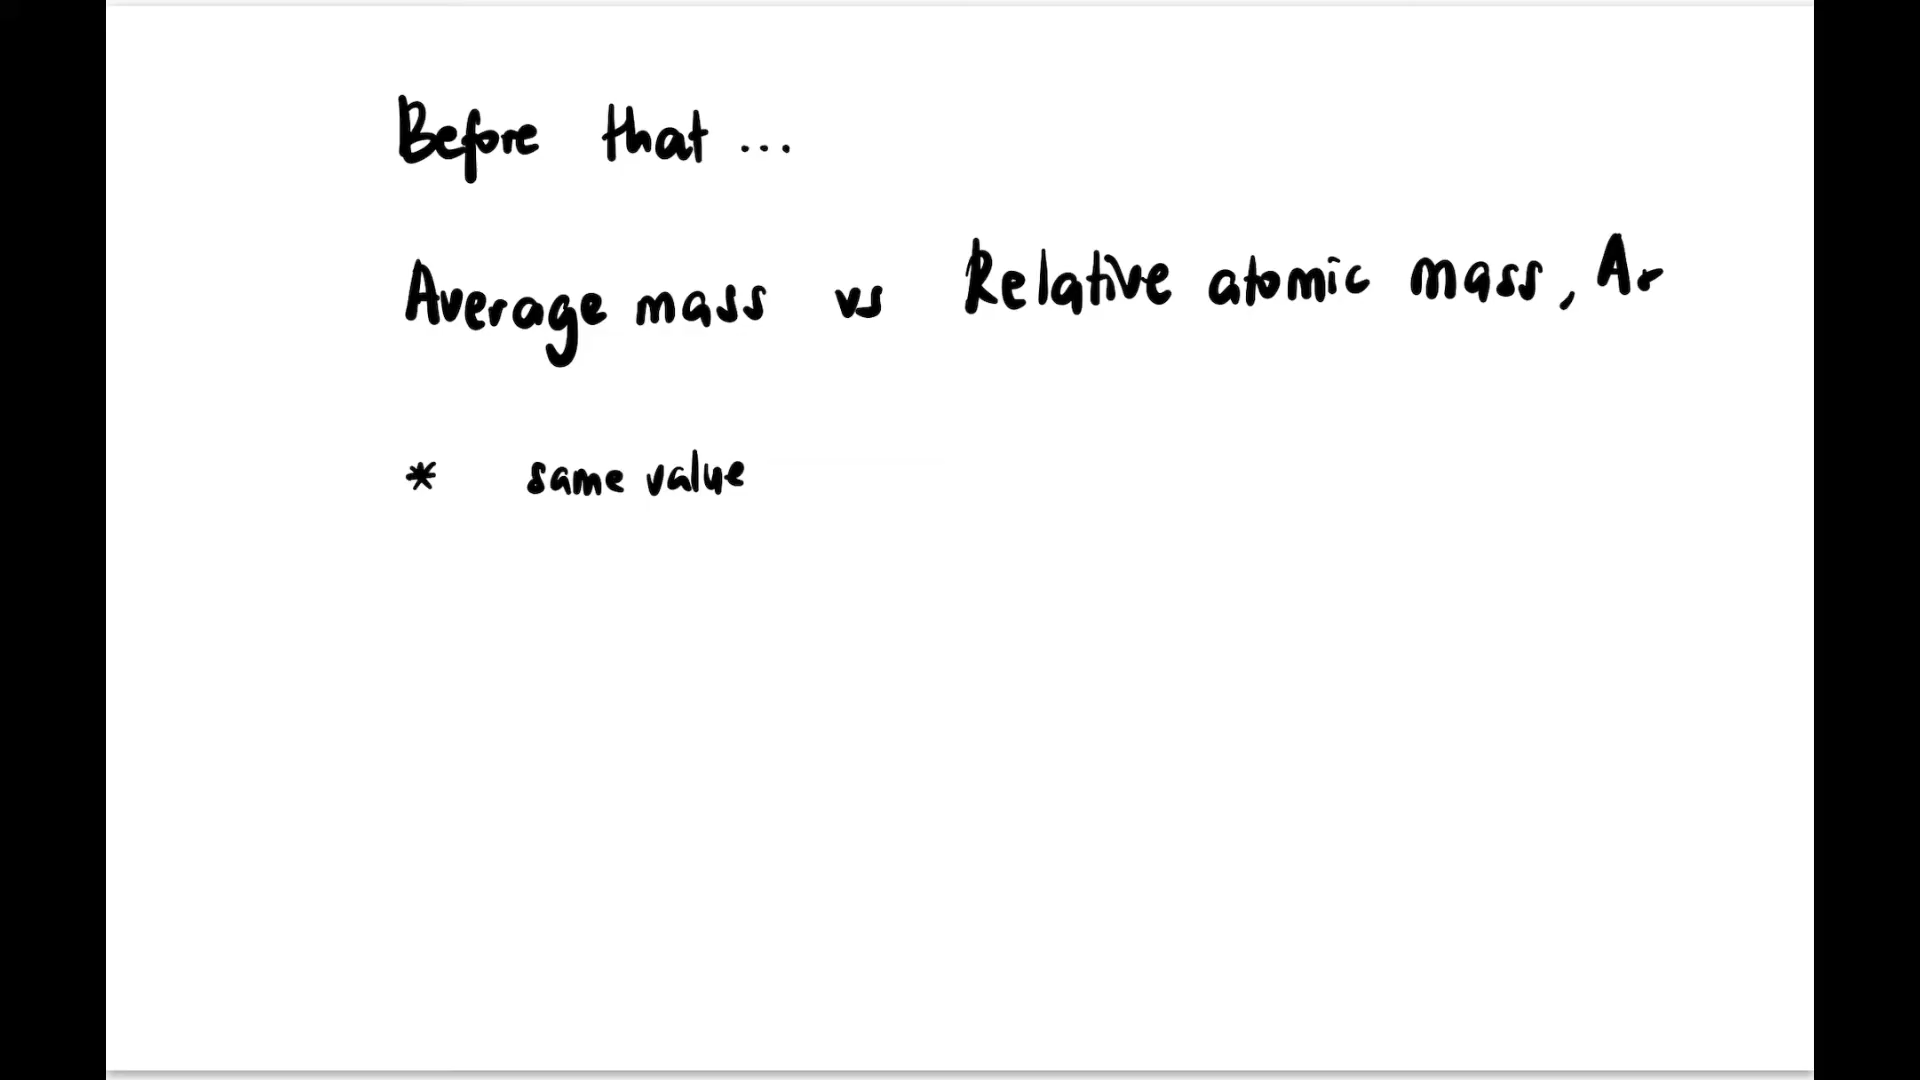 Before that ...
Average mass vs Relative atomic mass, Ar
* same value